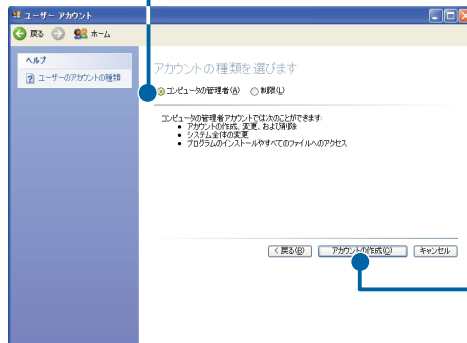 ユーザー アカウント
戻る ホーム
ヘルプ
ユーザーのアカウントの種類
アカウントの種類を選びます
コンピュータの管理者(A) 制限(L)
コンピュータの管理者アカウントでは次のことができます:
• アカウントの作成、変更、および削除
• システム全体の変更
• プログラムのインストールやすべてのファイルへのアクセス
< 戻る(B) アカウントの作成(C) キャンセル